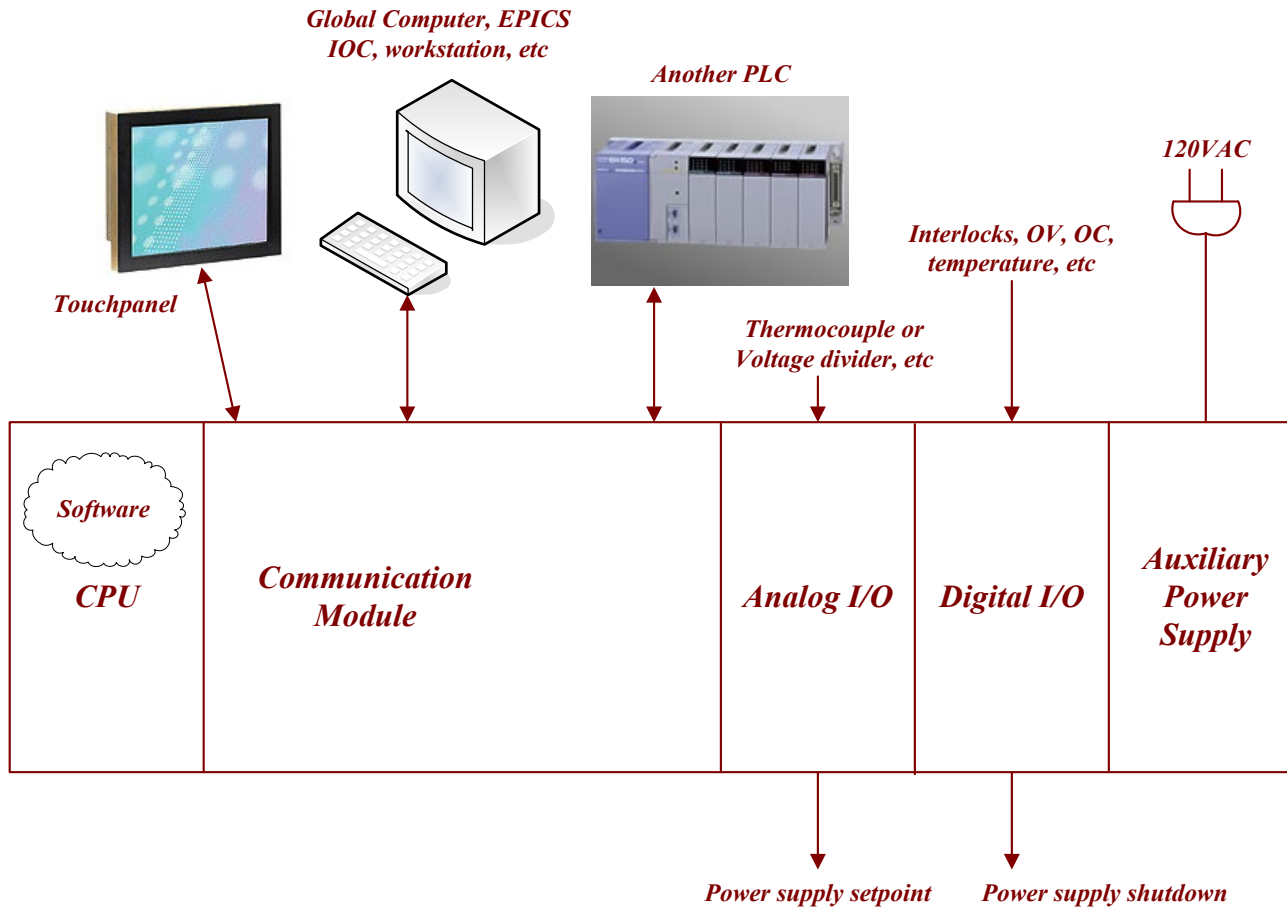 Global Computer, EPICS
IOC, workstation, etc
Another PLC
120VAC
Interlocks, OV, OC,
temperature, etc
Touchpanel
Thermocouple or
Voltage divider, etc
Software
CPU
Communication
Module
Analog I/O
Digital I/O
Auxiliary
Power
Supply
Power supply setpoint
Power supply shutdown